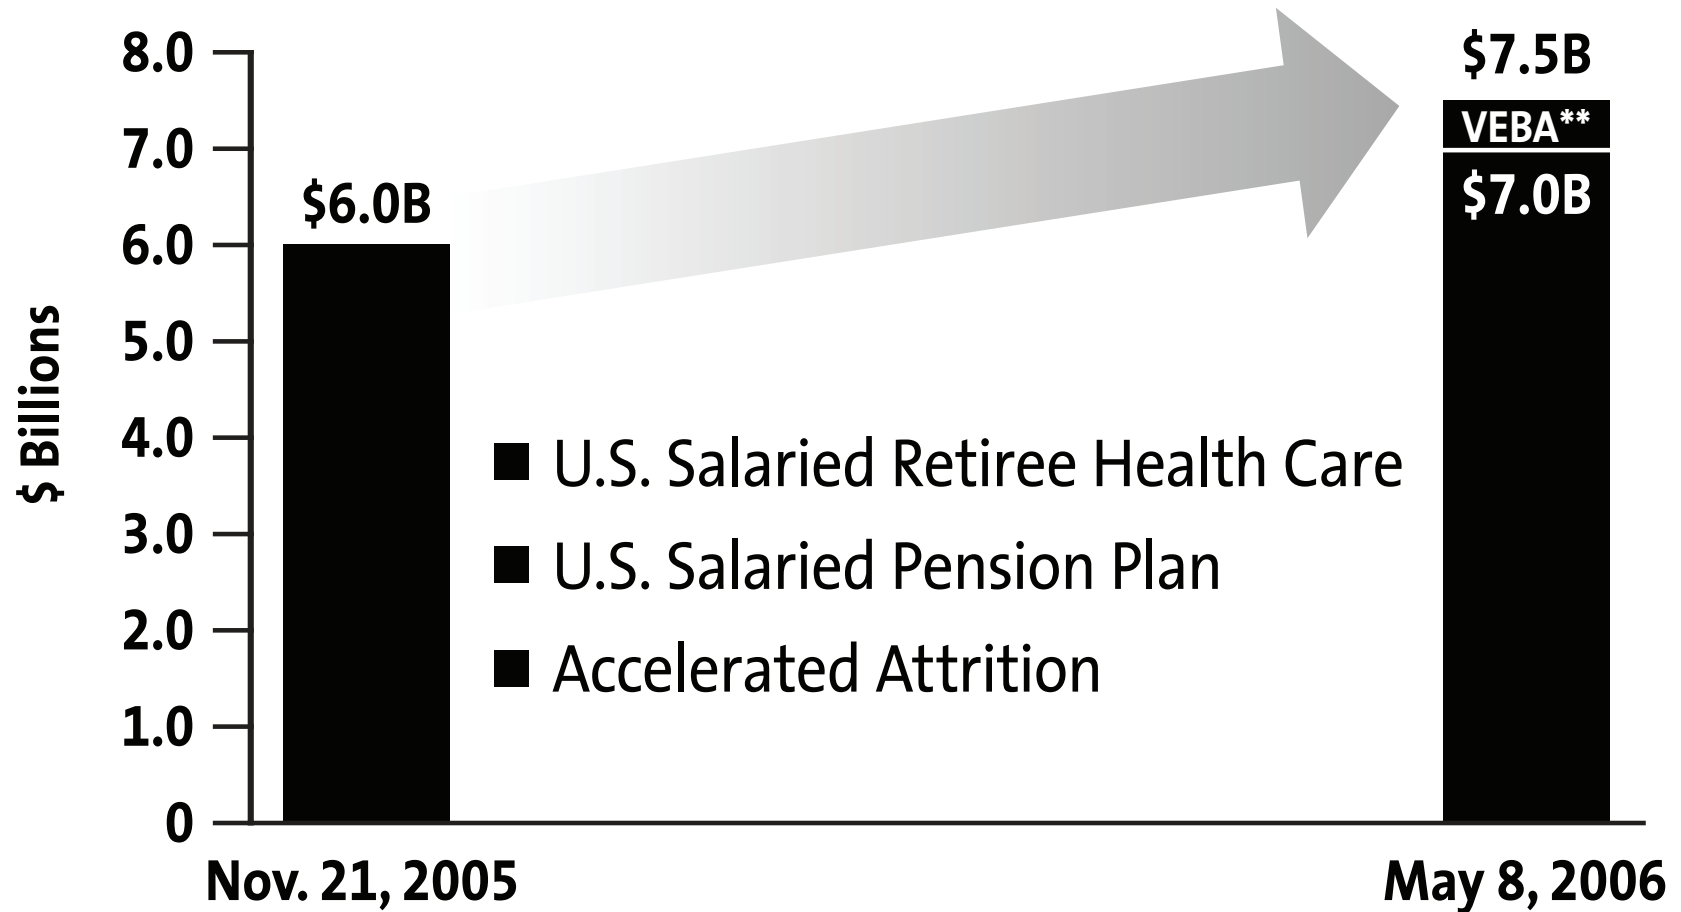 $ Billions
8.0
7.0
6.0
5.0
4.0
3.0
2.0
1.0
0
$6.0B
$7.5B
VEBA**
$7.0B
■ U.S. Salaried Retiree Health Care
■ U.S. Salaried Pension Plan
■ Accelerated Attrition
Nov. 21, 2005
May 8, 2006